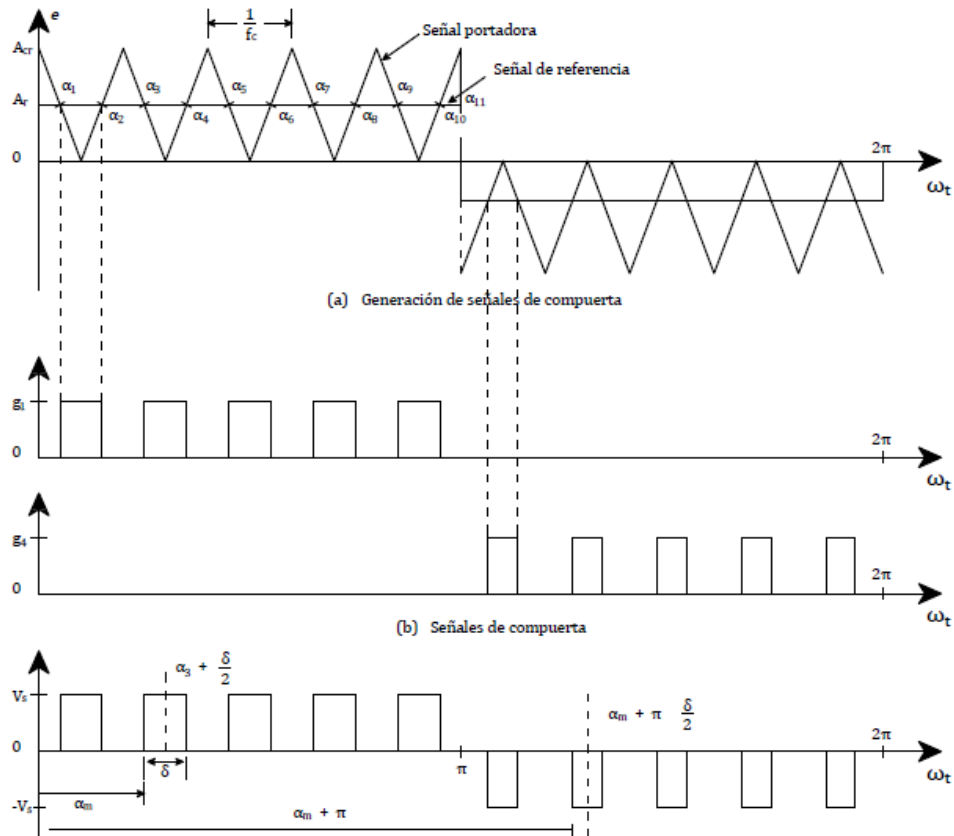 e
1
f_c
Señal portadora
A_cr
Señal de referencia
α₁ α₃ α₅ α₇ α₉ α₁₁
A_r
α₂ α₄ α₆ α₈ α₁₀
0
2π
ω_t
(a) Generación de señales de compuerta
g₁
0
2π
ω_t
g₄
0
2π
ω_t
(b) Señales de compuerta
α₃ + δ/2
V_s
α_m + π δ/2
0
π
2π
ω_t
δ
α_m
-V_s
α_m + π